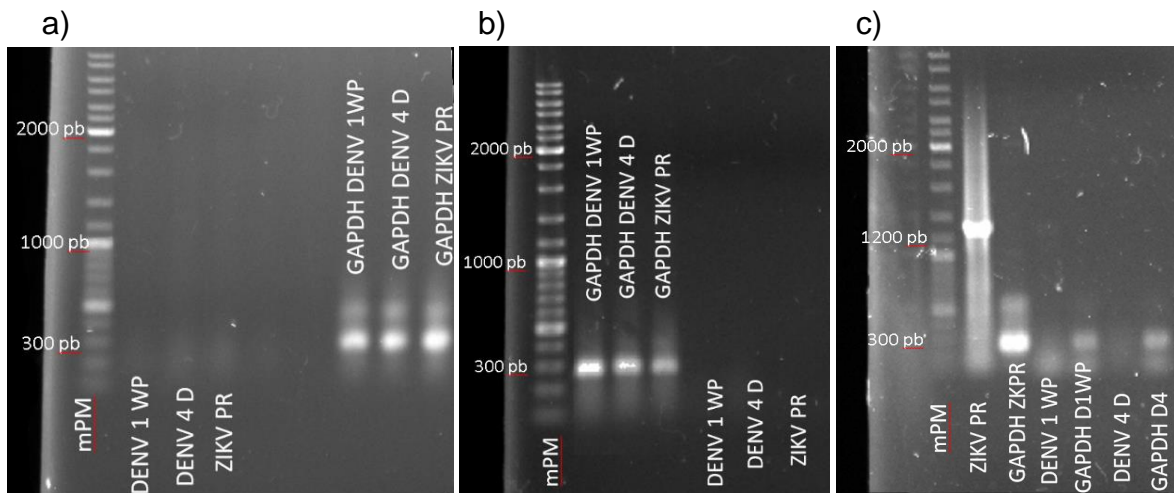 a)
2000 pb
1000 pb
300 pb
mPM
DENV 1 WP
DENV 4 D
ZIKV PR
GAPDH DENV 1WP
GAPDH DENV 4 D
GAPDH ZIKV PR
b)
2000 pb
1000 pb
300 pb
mPM
GAPDH DENV 1WP
GAPDH DENV 4 D
GAPDH ZIKV PR
DENV 1 WP
DENV 4 D
ZIKV PR
c)
2000 pb
1200 pb
300 pb
mPM
ZIKV PR
GAPDH ZKPR
DENV 1 WP
GAPDH D1WP
DENV 4 D
GAPDH D4